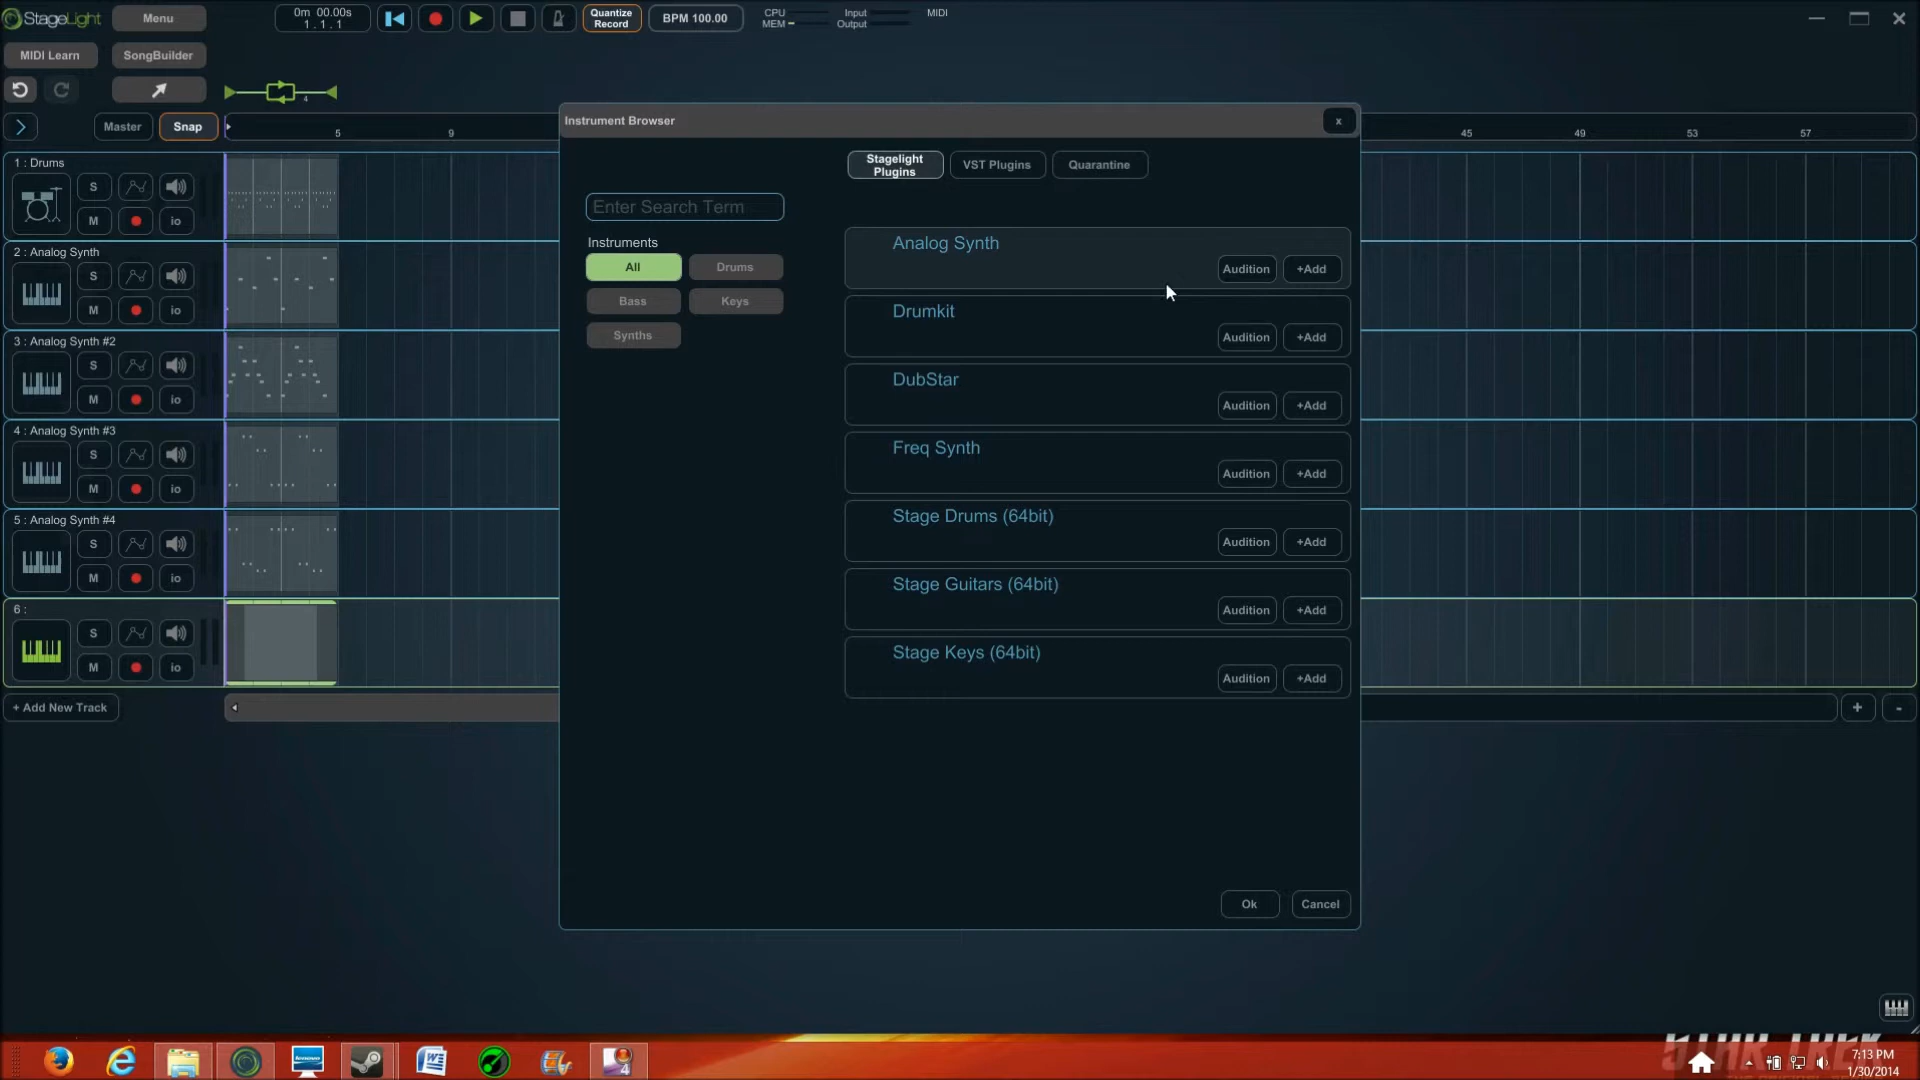 StageLight
Menu
0m 00.00s
1 . 1 . 1
Quantize
Record
BPM 100.00
CPU
MEM
Input
Output
MIDI
MIDI Learn
SongBuilder
4
Master
Snap
5
9
45
49
53
57
Instrument Browser
x
Stagelight
Plugins
VST Plugins
Quarantine
Enter Search Term
Instruments
All
Drums
Bass
Keys
Synths
Analog Synth
Audition
+Add
Drumkit
Audition
+Add
DubStar
Audition
+Add
Freq Synth
Audition
+Add
Stage Drums (64bit)
Audition
+Add
Stage Guitars (64bit)
Audition
+Add
Stage Keys (64bit)
Audition
+Add
Ok
Cancel
1 : Drums
S
M
io
2 : Analog Synth
S
M
io
3 : Analog Synth #2
S
M
io
4 : Analog Synth #3
S
M
io
5 : Analog Synth #4
S
M
io
6 :
S
M
io
+ Add New Track
+
-
STAR TREK
lenovo
W
4
7:13 PM
1/30/2014